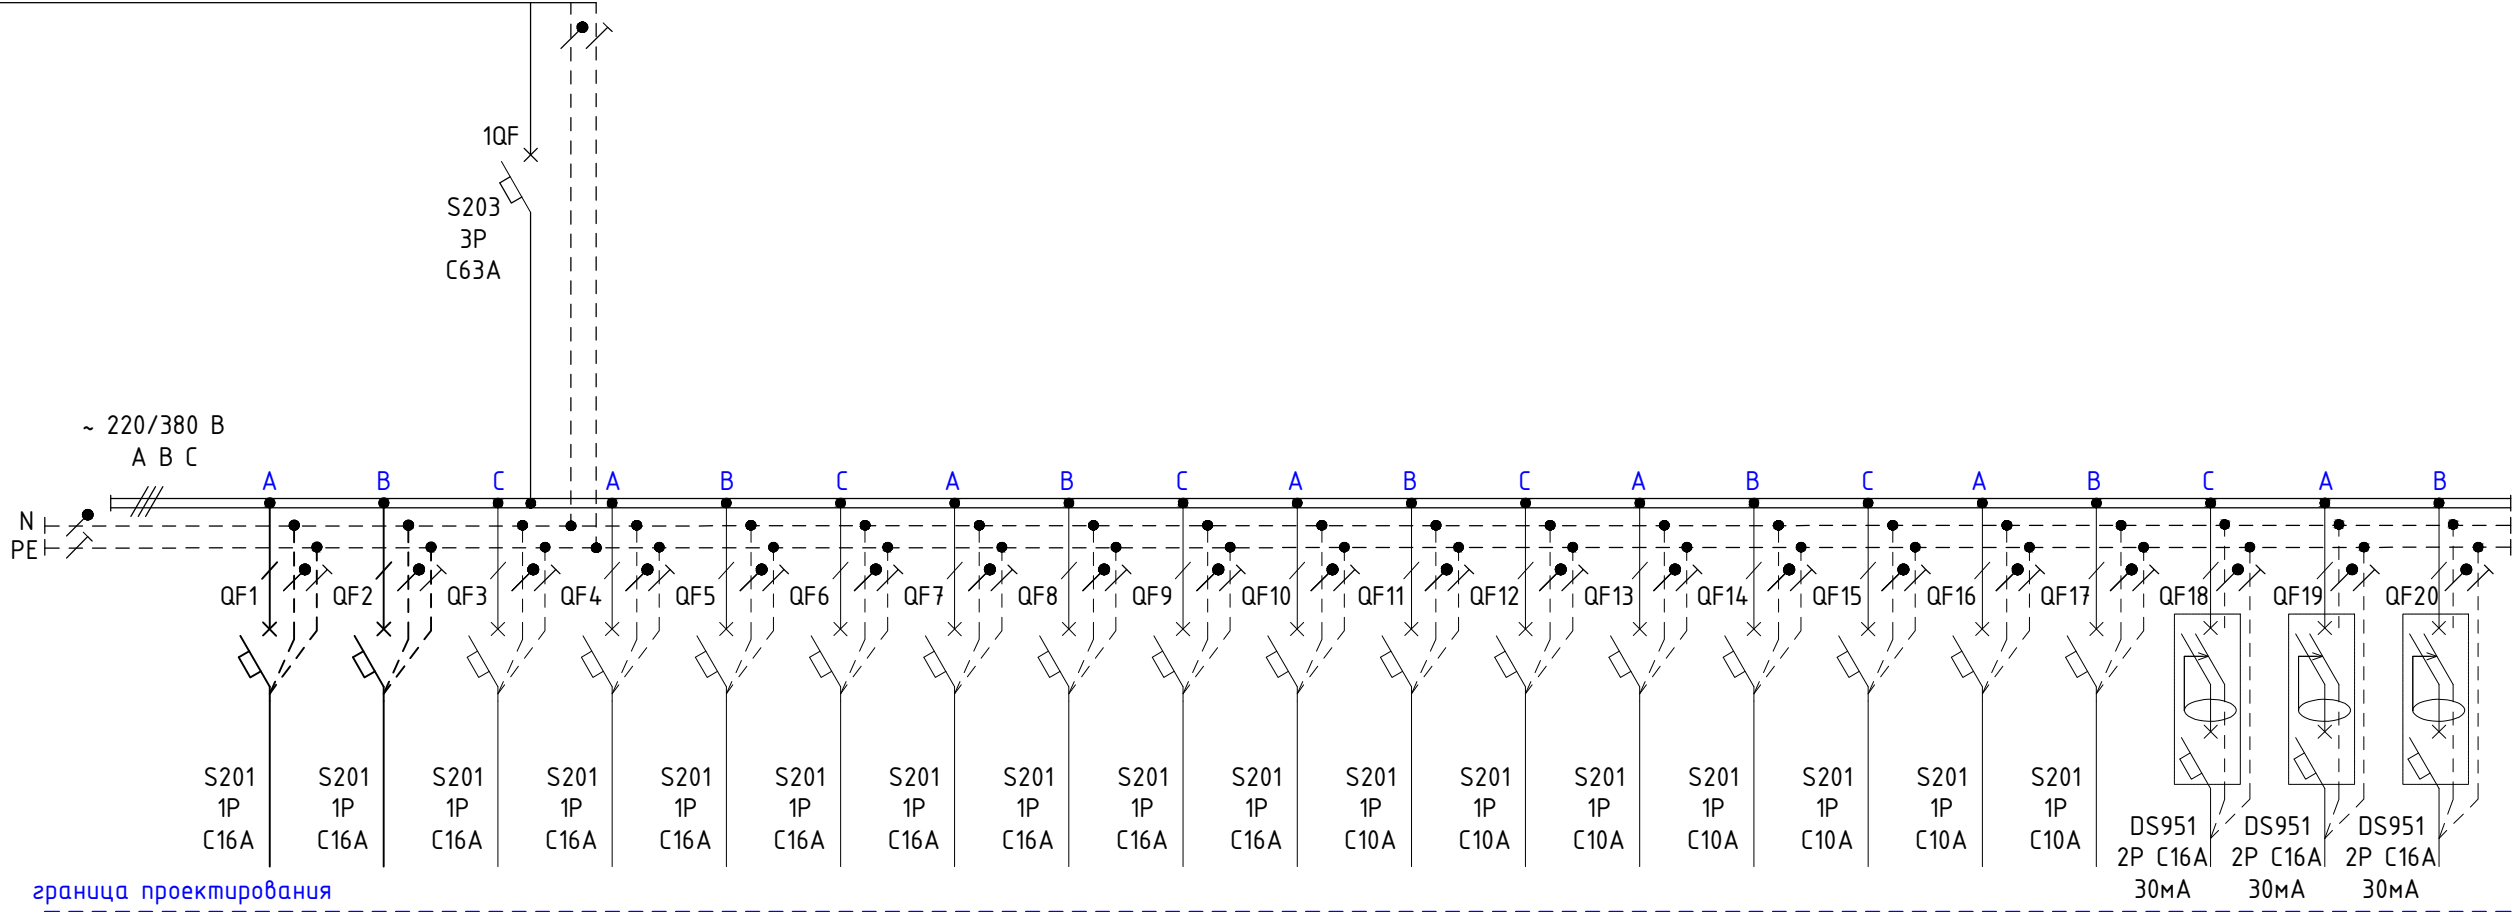 1QF
S203
3P
C63A
~ 220/380 В
A B C
A B C A B C A B C A B C A B C A B C A B
N
PE
QF1 QF2 QF3 QF4 QF5 QF6 QF7 QF8 QF9 QF10 QF11 QF12 QF13 QF14 QF15 QF16 QF17 QF18 QF19 QF20
S201 S201 S201 S201 S201 S201 S201 S201 S201 S201 S201 S201 S201 S201 S201 S201 S201
1P 1P 1P 1P 1P 1P 1P 1P 1P 1P 1P 1P 1P 1P 1P 1P 1P
C16A C16A C16A C16A C16A C16A C16A C16A C16A C16A C10A C10A C10A C10A C10A C10A C10A
DS951 DS951 DS951
2P C16A 2P C16A 2P C16A
30мА 30мА 30мА
граница проектирования